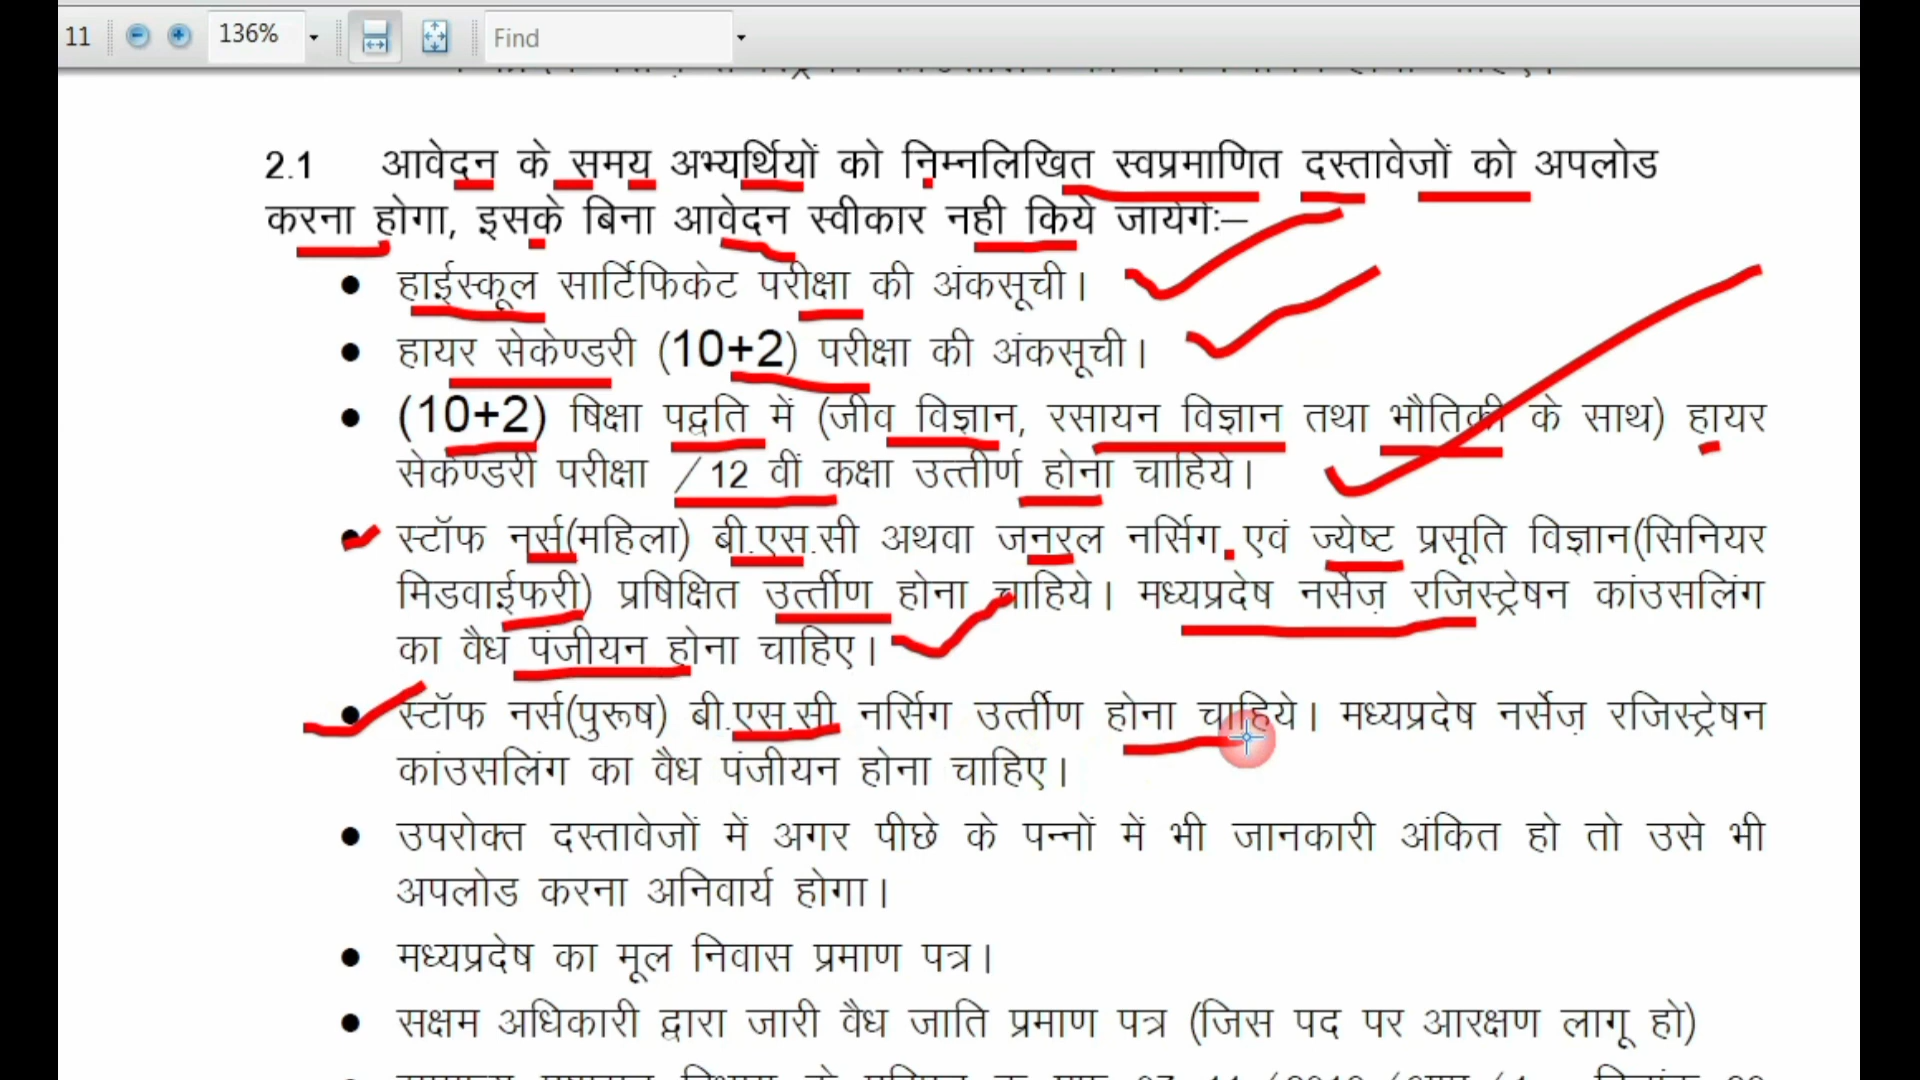 11 136% Find
2.1 आवेदन के समय अभ्यर्थियों को निम्नलिखित स्वप्रमाणित दस्तावेजों को अपलोड
करना होगा, इसके बिना आवेदन स्वीकार नही किये जायेगेः–
● हाईस्कूल सार्टिफिकेट परीक्षा की अंकसूची।
● हायर सेकेण्डरी (10+2) परीक्षा की अंकसूची।
● (10+2) षिक्षा पद्वति में (जीव विज्ञान, रसायन विज्ञान तथा भौतिकी के साथ) हायर
सेकेण्डरी परीक्षा /12 वीं कक्षा उत्तीर्ण होना चाहिये।
● स्टॉफ नर्स(महिला) बी.एस.सी अथवा जनरल नर्सिग एवं ज्येष्ट प्रसूति विज्ञान(सिनियर
मिडवाईफरी) प्रषिक्षित उर्त्तीण होना चाहिये। मध्यप्रदेष नर्सेज़ रजिस्ट्रेषन कांउसलिंग
का वैध पंजीयन होना चाहिए।
● स्टॉफ नर्स(पुरूष) बी.एस.सी नर्सिग उर्त्तीण होना चाहिये। मध्यप्रदेष नर्सेज़ रजिस्ट्रेषन
कांउसलिंग का वैध पंजीयन होना चाहिए।
● उपरोक्त दस्तावेजों में अगर पीछे के पन्नों में भी जानकारी अंकित हो तो उसे भी
अपलोड करना अनिवार्य होगा।
● मध्यप्रदेष का मूल निवास प्रमाण पत्र।
● सक्षम अधिकारी द्वारा जारी वैध जाति प्रमाण पत्र (जिस पद पर आरक्षण लागू हो)